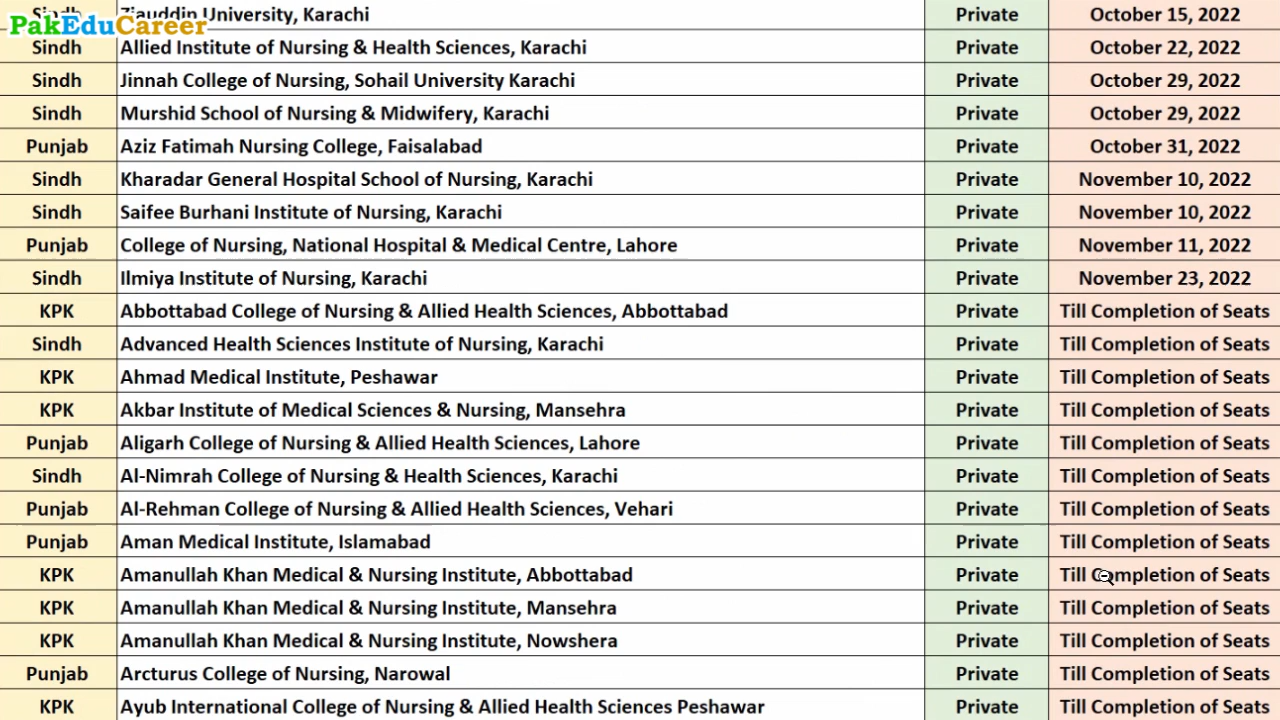 PakEduCareer
Sindh Ziauddin University, Karachi Private October 15, 2022
Sindh Allied Institute of Nursing & Health Sciences, Karachi Private October 22, 2022
Sindh Jinnah College of Nursing, Sohail University Karachi Private October 29, 2022
Sindh Murshid School of Nursing & Midwifery, Karachi Private October 29, 2022
Punjab Aziz Fatimah Nursing College, Faisalabad Private October 31, 2022
Sindh Kharadar General Hospital School of Nursing, Karachi Private November 10, 2022
Sindh Saifee Burhani Institute of Nursing, Karachi Private November 10, 2022
Punjab College of Nursing, National Hospital & Medical Centre, Lahore Private November 11, 2022
Sindh Ilmiya Institute of Nursing, Karachi Private November 23, 2022
KPK Abbottabad College of Nursing & Allied Health Sciences, Abbottabad Private Till Completion of Seats
Sindh Advanced Health Sciences Institute of Nursing, Karachi Private Till Completion of Seats
KPK Ahmad Medical Institute, Peshawar Private Till Completion of Seats
KPK Akbar Institute of Medical Sciences & Nursing, Mansehra Private Till Completion of Seats
Punjab Aligarh College of Nursing & Allied Health Sciences, Lahore Private Till Completion of Seats
Sindh Al-Nimrah College of Nursing & Health Sciences, Karachi Private Till Completion of Seats
Punjab Al-Rehman College of Nursing & Allied Health Sciences, Vehari Private Till Completion of Seats
Punjab Aman Medical Institute, Islamabad Private Till Completion of Seats
KPK Amanullah Khan Medical & Nursing Institute, Abbottabad Private Till Completion of Seats
KPK Amanullah Khan Medical & Nursing Institute, Mansehra Private Till Completion of Seats
KPK Amanullah Khan Medical & Nursing Institute, Nowshera Private Till Completion of Seats
Punjab Arcturus College of Nursing, Narowal Private Till Completion of Seats
KPK Ayub International College of Nursing & Allied Health Sciences Peshawar Private Till Completion of Seats